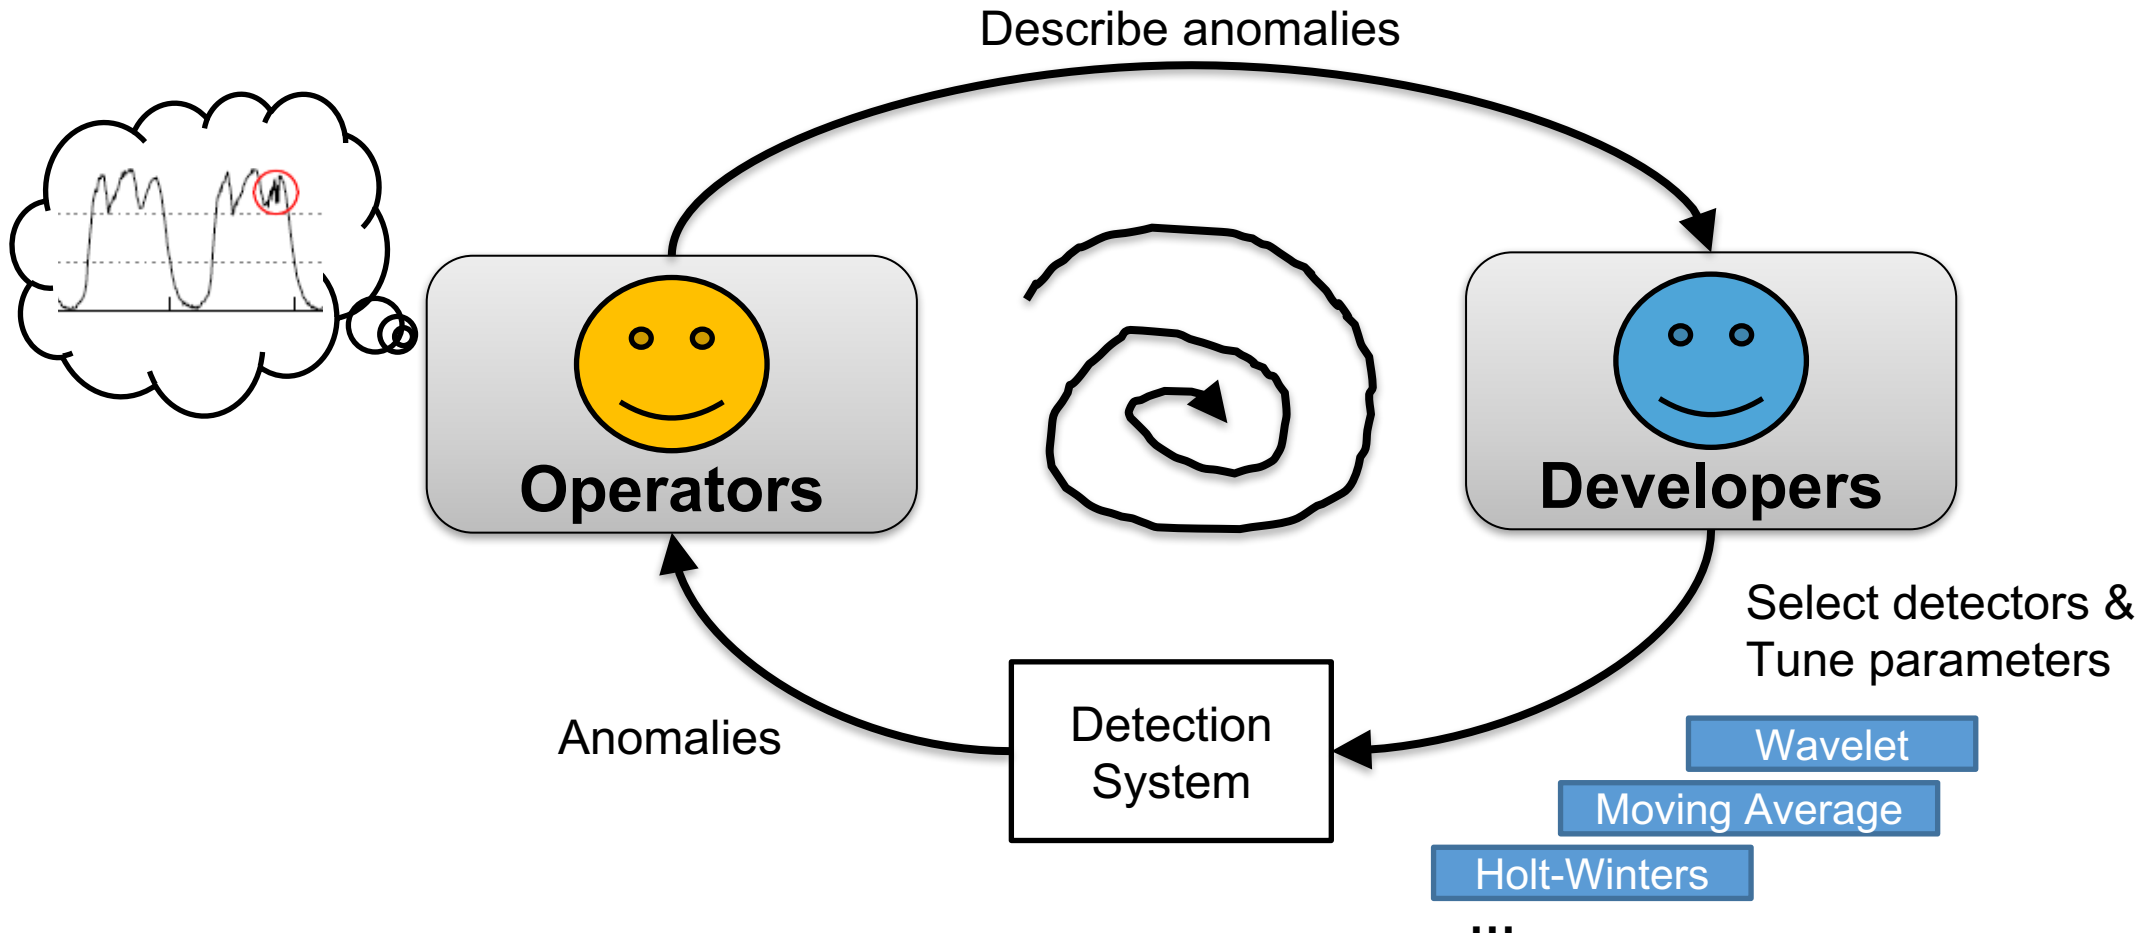 Describe anomalies
Operators
Developers
Select detectors &
Tune parameters
Anomalies
Detection
System
Wavelet
Moving Average
Holt-Winters
...